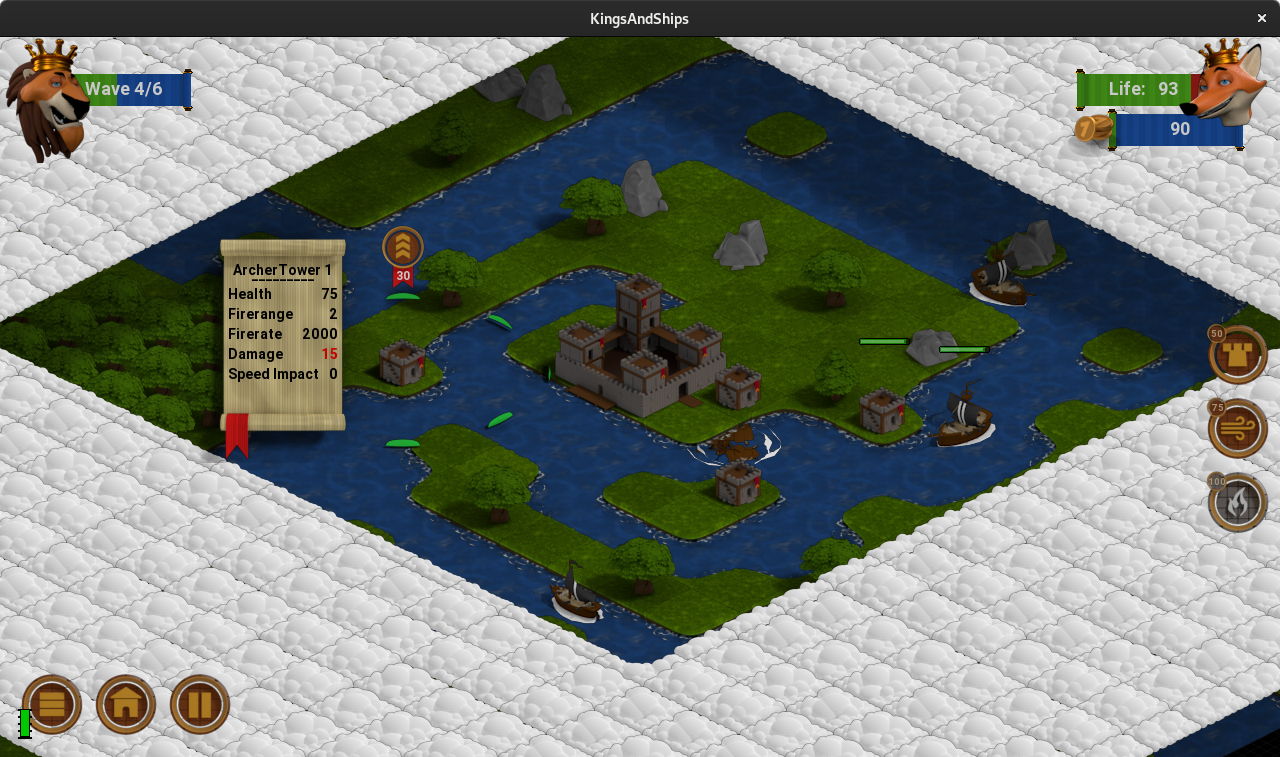 KingsAndShips
Wave 4/6
Life: 93
90
ArcherTower 1
----------
Health 75
Firerange 2
Firerate 2000
Damage 15
Speed Impact 0
30
50
75
100